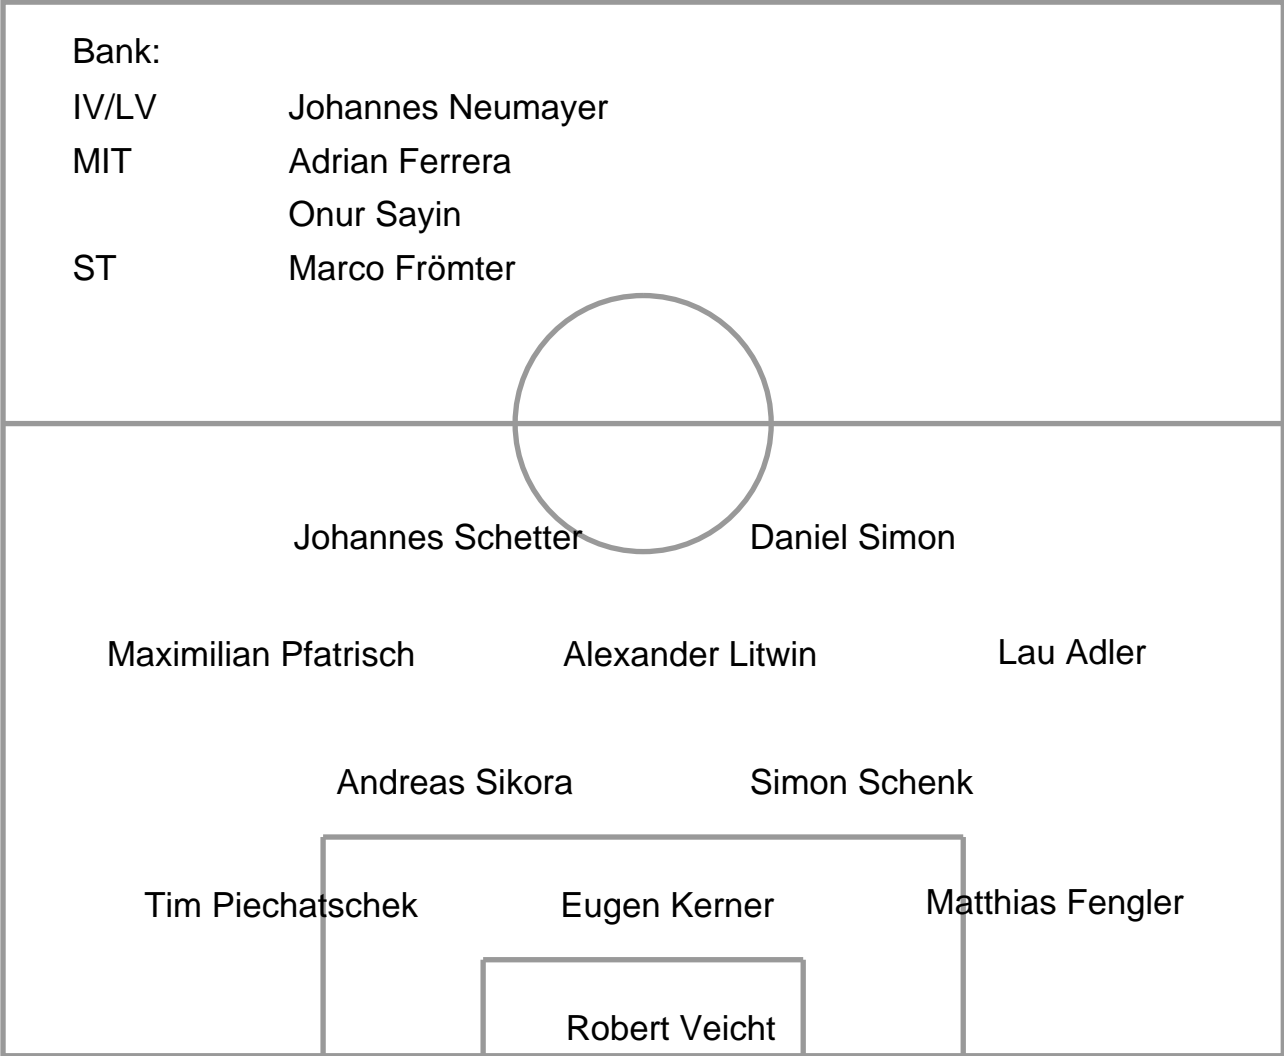 Bank:
IV/LV Johannes Neumayer
MIT Adrian Ferrera
Onur Sayin
ST Marco Frömter
Johannes Schetter Daniel Simon
Maximilian Pfatrisch Alexander Litwin Lau Adler
Andreas Sikora Simon Schenk
Tim Piechatschek Eugen Kerner Matthias Fengler
Robert Veicht